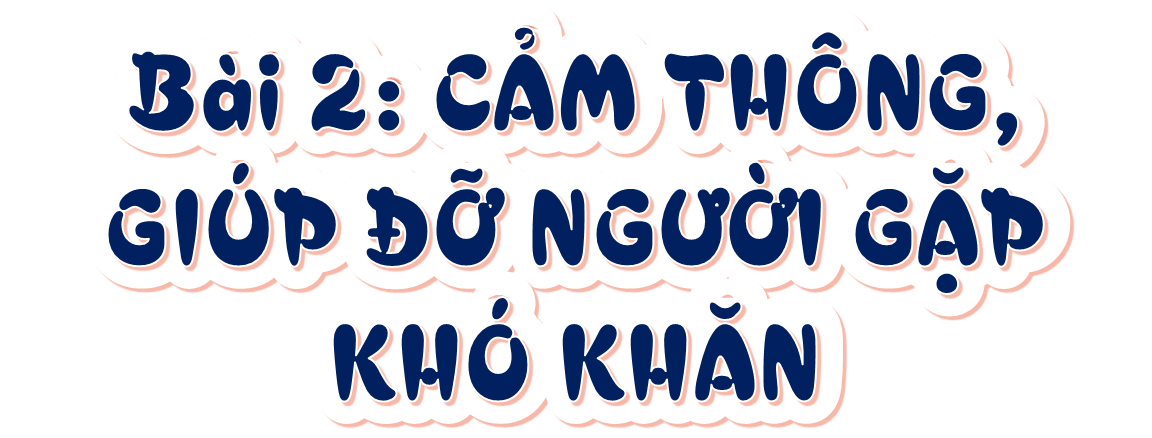 Bài 2: CẢM THÔNG,
GIÚP ĐỠ NGƯỜI GẶP
KHÓ KHĂN